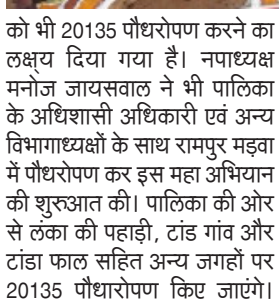 को भी 20135 पौधरोपण करने का
लक्ष्य दिया गया है। नपाध्यक्ष
मनोज जायसवाल ने भी पालिका
के अधिशासी अधिकारी एवं अन्य
विभागाध्यक्षों के साथ रामपुर मड़वा
में पौधरोपण कर इस महा अभियान
की शुरुआत की। पालिका की ओर
से लंका की पहाड़ी, टांड गांव और
टांडा फाल सहित अन्य जगहों पर
20135 पौधारोपण किए जाएंगे।